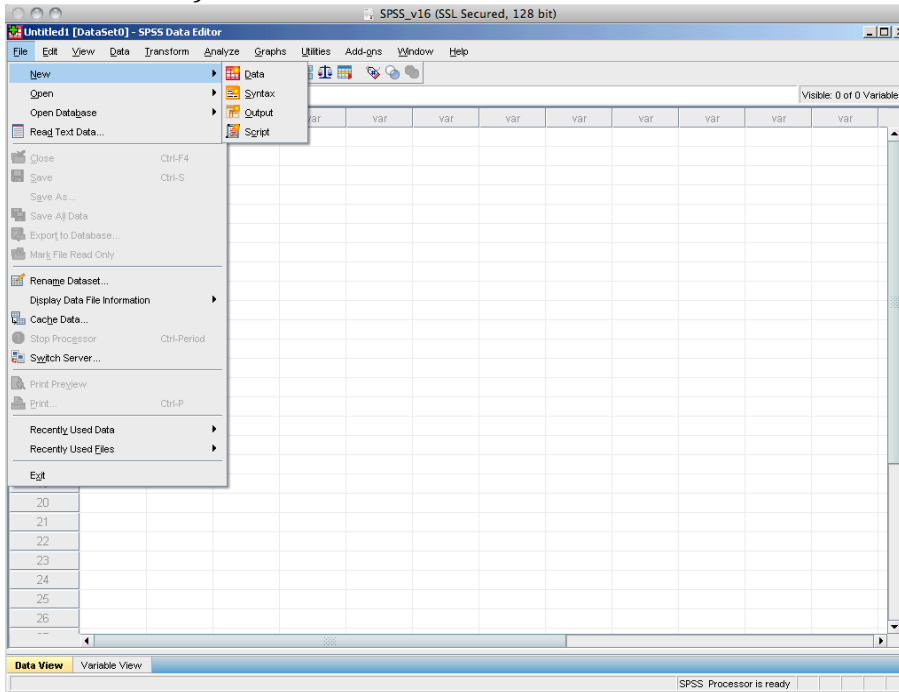 SPSS_v16 (SSL Secured, 128 bit)
Untitled1 [DataSet0] - SPSS Data Editor
File Edit View Data Transform Analyze Graphs Utilities Add-ons Window Help
New
Data
Syntax
Output
Script
Open
Open Database
Read Text Data...
Visible: 0 of 0 Variable
var var var var var var var var var
Close Ctrl-F4
Save Ctrl-S
Save As...
Save All Data
Export to Database...
Mark File Read Only
Rename Dataset...
Display Data File Information
Cache Data...
Stop Processor Ctrl-Period
Switch Server...
Print Preview
Print... Ctrl-P
Recently Used Data
Recently Used Files
Exit
20
21
22
23
24
25
26
Data View Variable View
SPSS Processor is ready